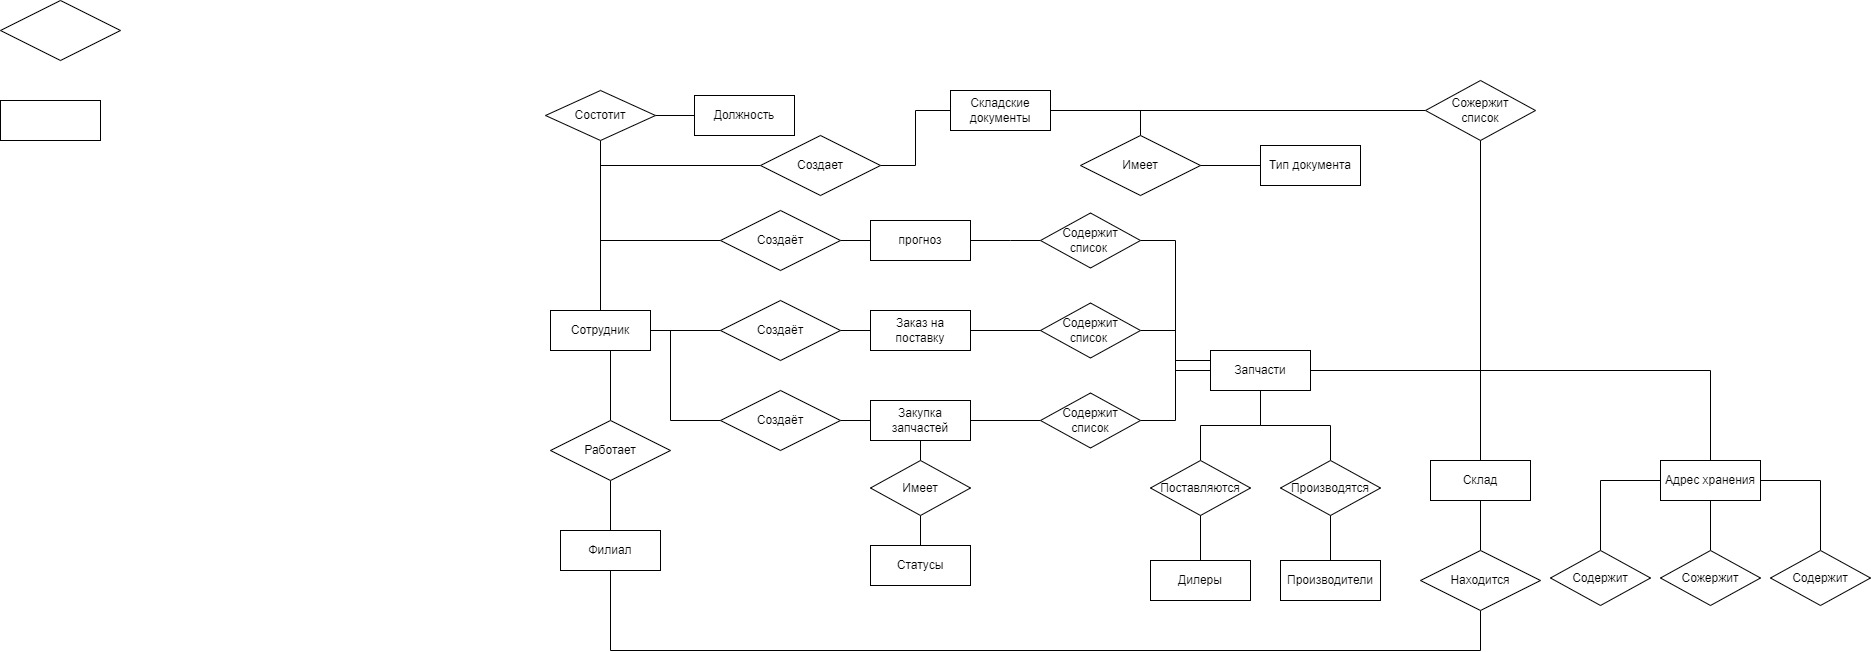 Складские
документы
Сожержит
список
Состотит
Должность
Создает
Имеет
Тип документа
Создаёт
прогноз
Содержит
список
Сотрудник
Создаёт
Заказ на
поставку
Содержит
список
Запчасти
Создаёт
Закупка
запчастей
Содержит
список
Работает
Имеет
Поставляются
Производятся
Склад
Адрес хранения
Филиал
Статусы
Дилеры
Производители
Находится
Содержит
Сожержит
Содержит